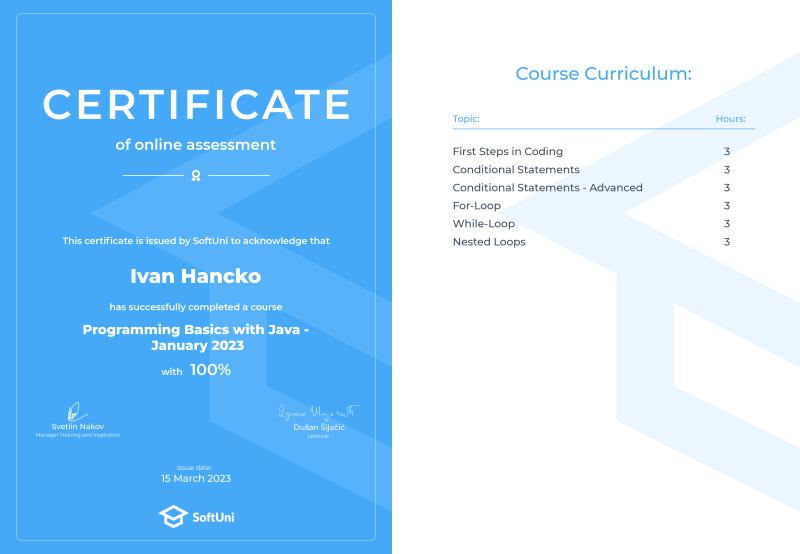 CERTIFICATE
of online assessment
This certificate is issued by SoftUni to acknowledge that
Ivan Hancko
has successfully completed a course
Programming Basics with Java -
January 2023
with 100%
Svetlin Nakov
Manager Training and Inspiration
Dušan Šijačić
Lecturer
Issue date:
15 March 2023
SoftUni
Course Curriculum:
Topic: Hours:
First Steps in Coding 3
Conditional Statements 3
Conditional Statements - Advanced 3
For-Loop 3
While-Loop 3
Nested Loops 3